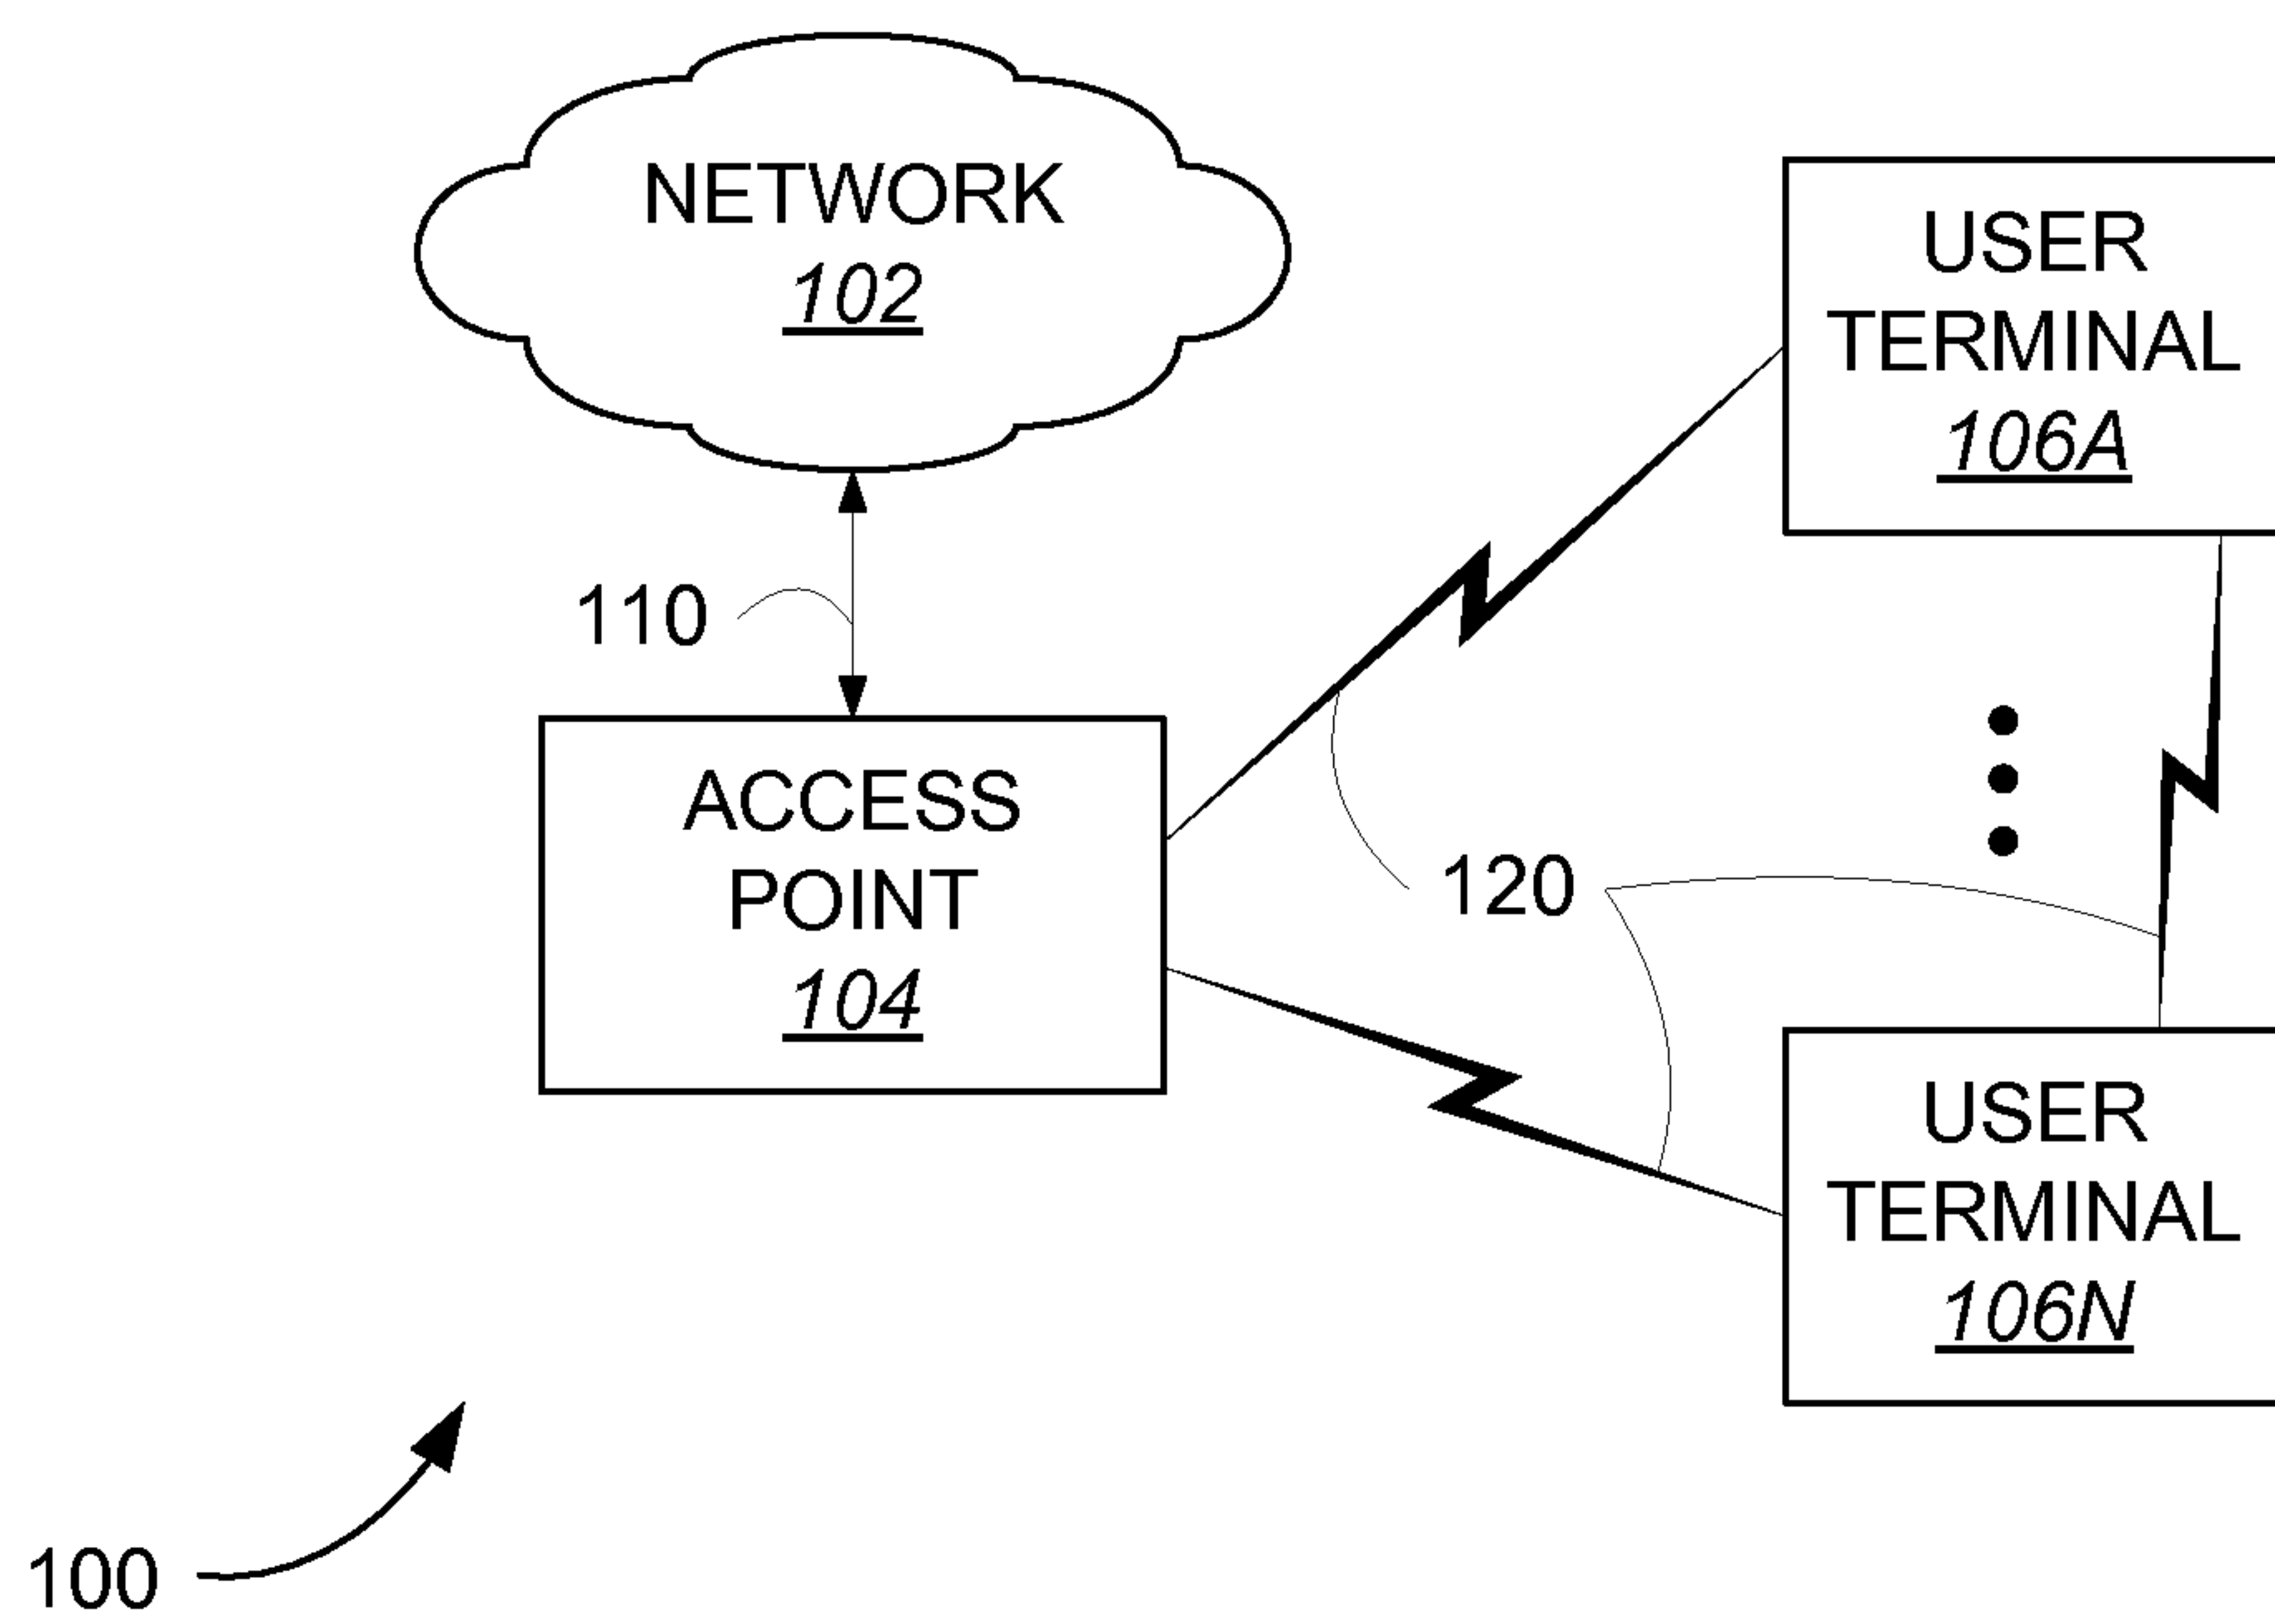 NETWORK
102
USER
TERMINAL
106A
110
ACCESS
POINT
104
120
USER
TERMINAL
106N
100